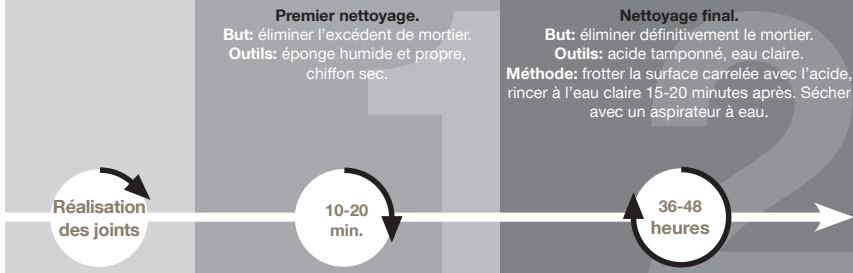 Premier nettoyage.
But: éliminer l'excédent de mortier.
Outils: éponge humide et propre,
chiffon sec.
1
Nettoyage final.
But: éliminer définitivement le mortier.
Outils: acide tamponné, eau claire.
Méthode: frotter la surface carrelée avec l'acide,
rincer à l'eau claire 15-20 minutes après. Sécher
avec un aspirateur à eau.
2
Réalisation
des joints
10-20
min.
36-48
heures